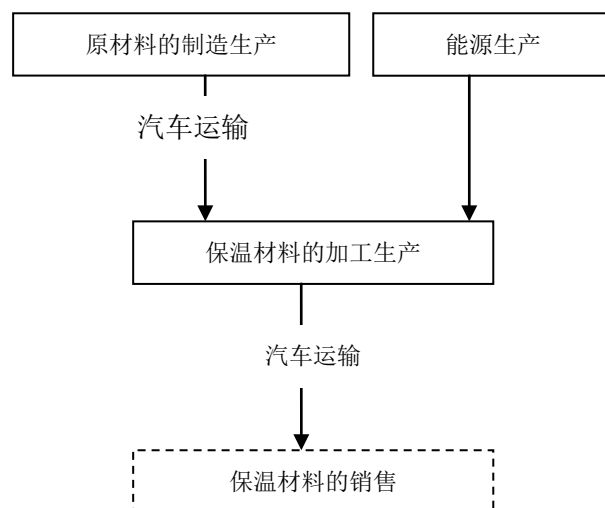 原材料的制造生产
能源生产
汽车运输
保温材料的加工生产
汽车运输
保温材料的销售